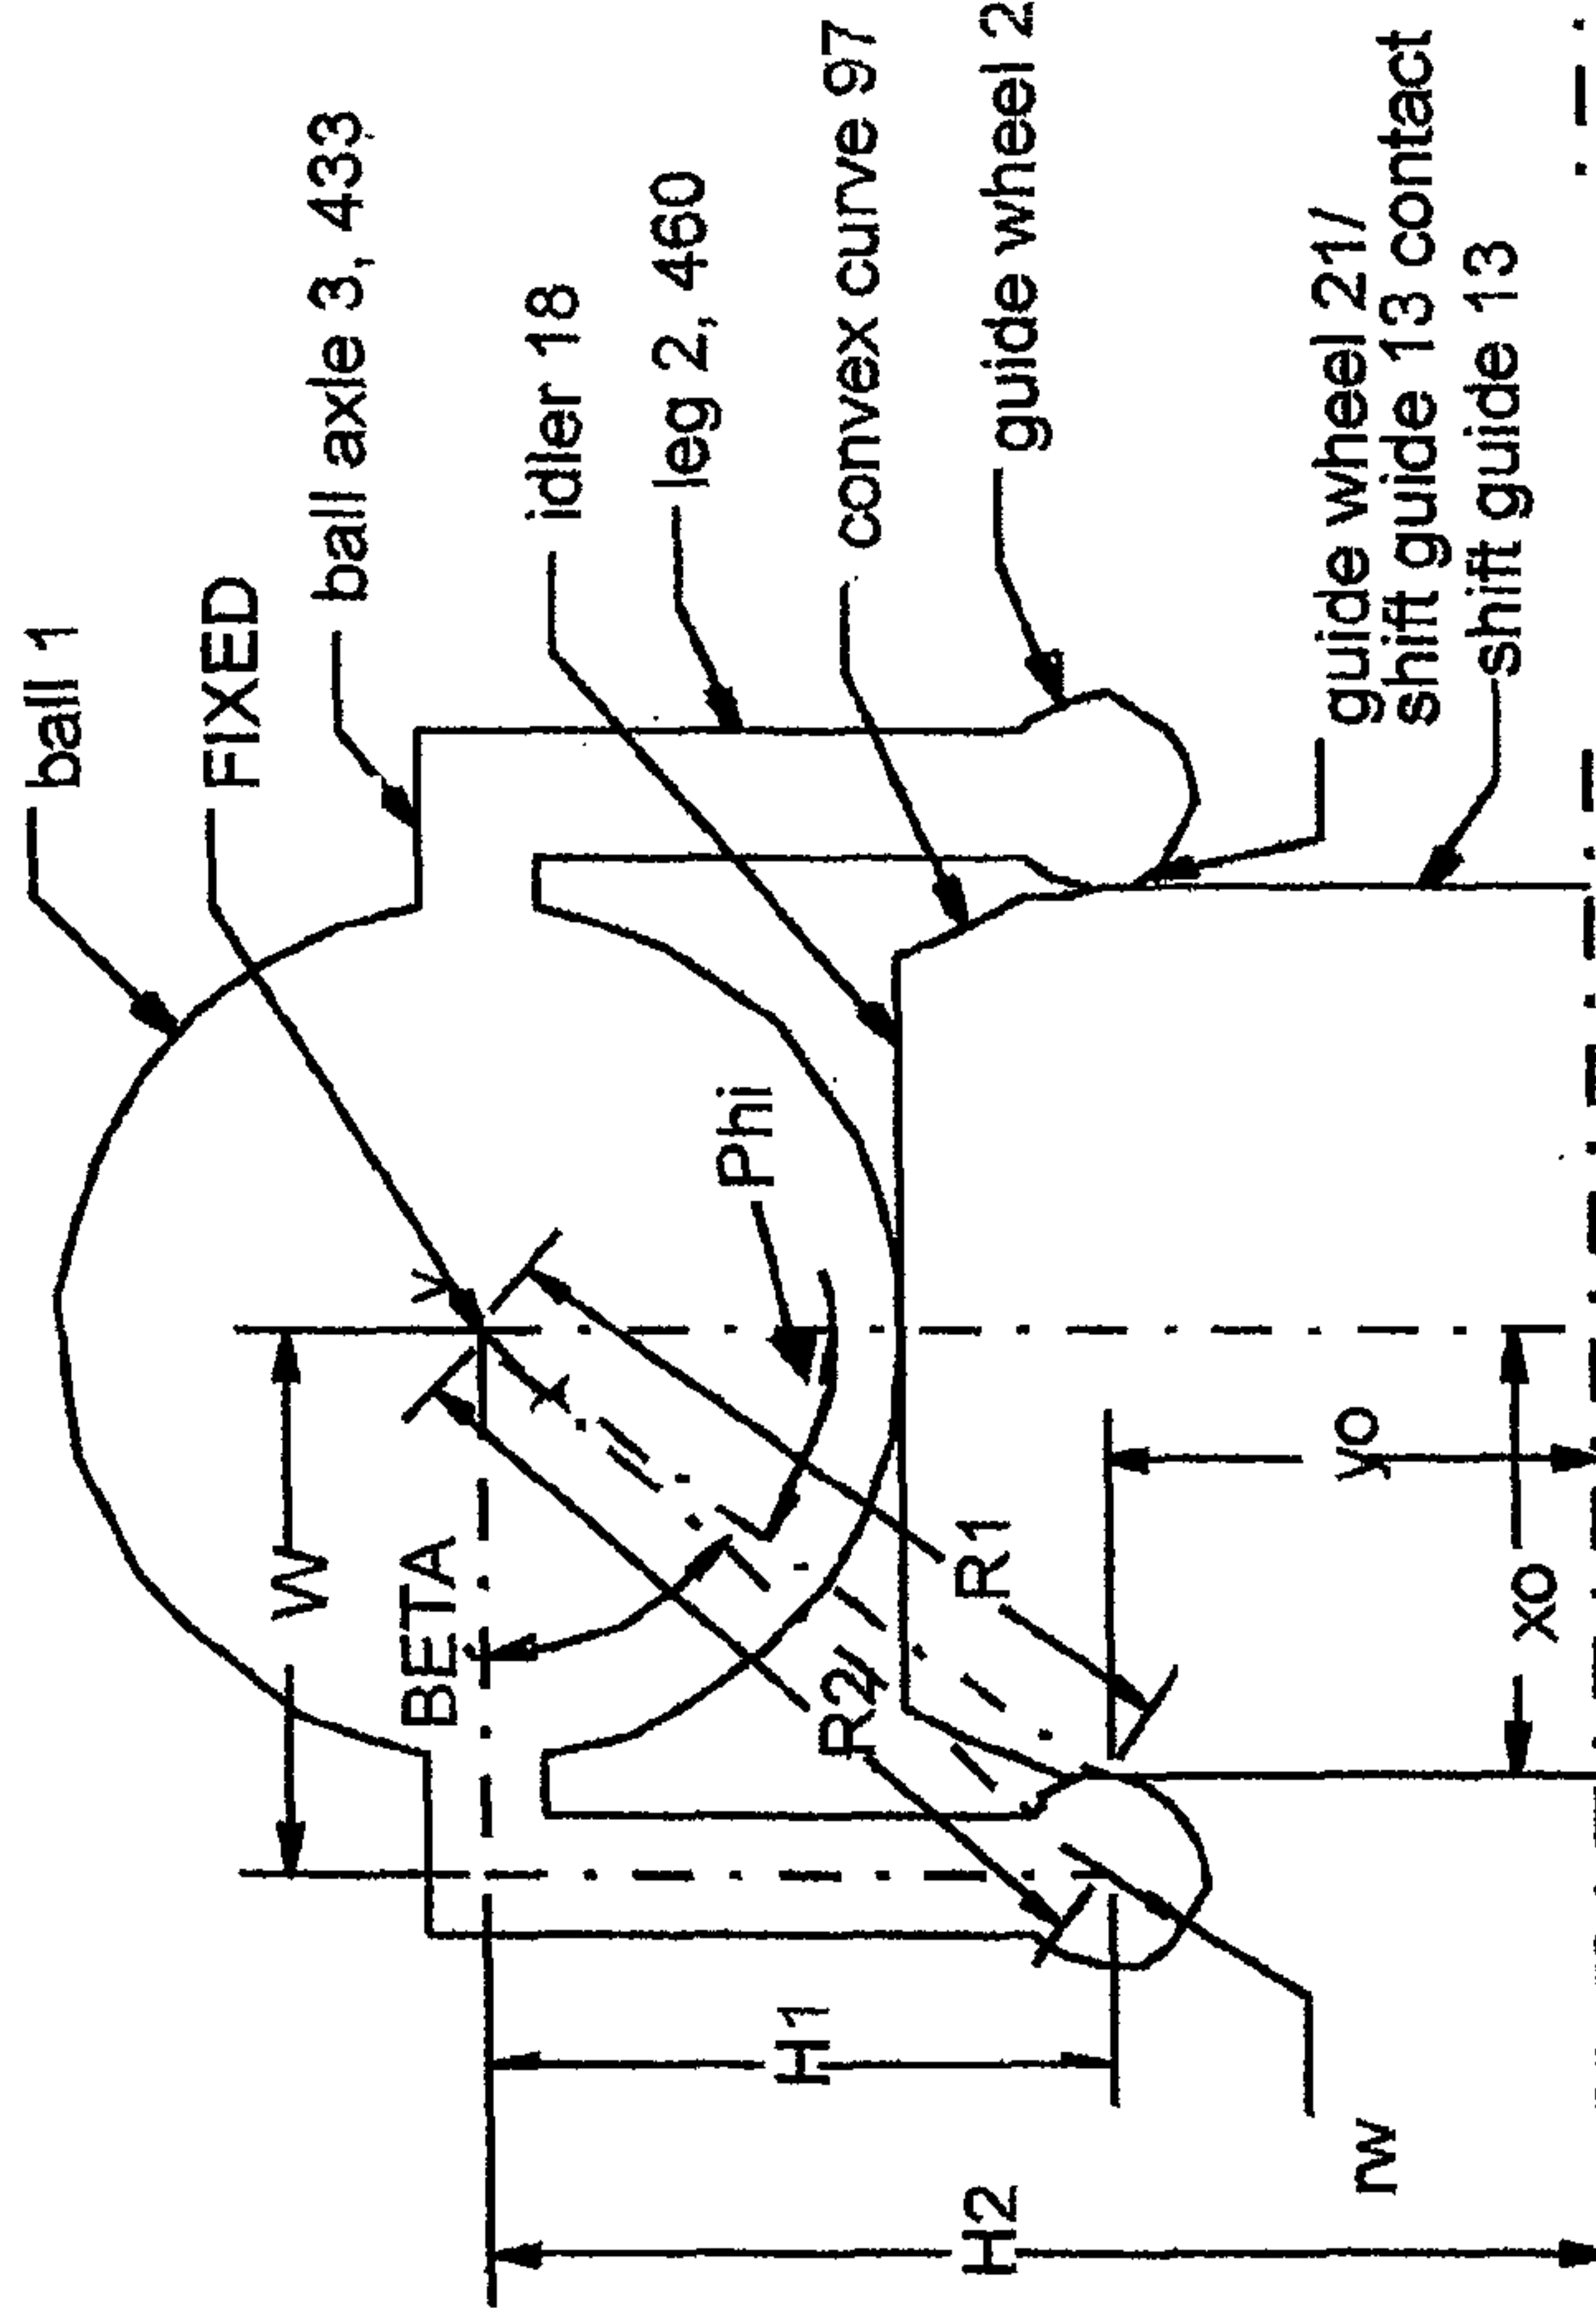 ball 1
FIXED
ball axle 3, 433
idler 18
leg 2, 460
convex curve 97
guide wheel 2
guide wheel 21/
shift guide 13 contact
shift guide 13
Phi
Y
X
W
BETA
R1
R2
yo
xo
H1
H2
rw